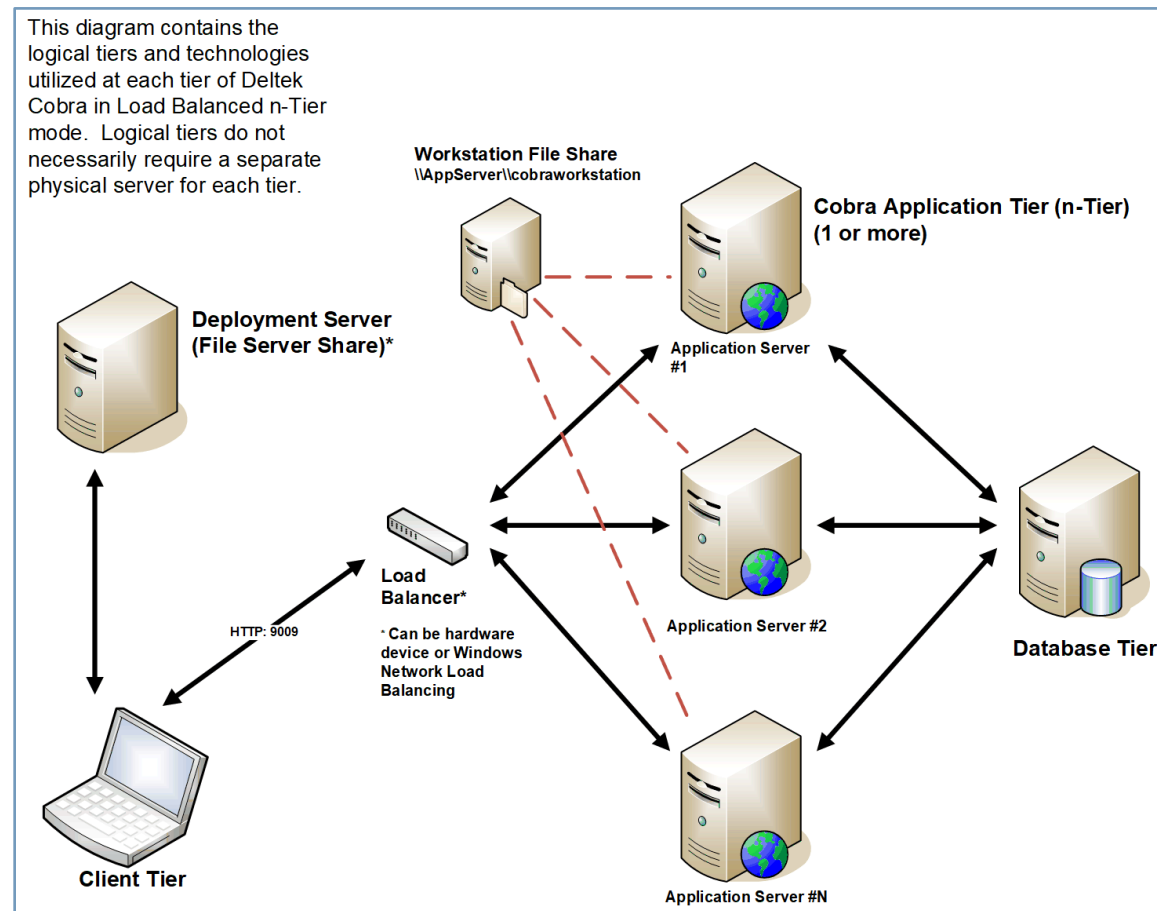 This diagram contains the
logical tiers and technologies
utilized at each tier of Deltek
Cobra in Load Balanced n-Tier
mode.  Logical tiers do not
necessarily require a separate
physical server for each tier.
Workstation File Share
\\AppServer\\cobraworkstation
Cobra Application Tier (n-Tier)
(1 or more)
Deployment Server
(File Server Share)*
Application Server
#1
Load
Balancer*
* Can be hardware
device or Windows
Network Load
Balancing
HTTP: 9009
Application Server #2
Database Tier
Client Tier
Application Server #N